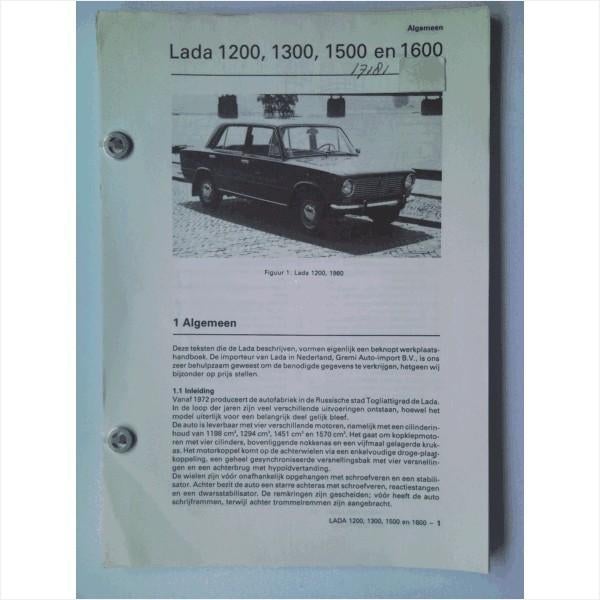 Algemeen
Lada 1200, 1300, 1500 en 1600
17181
Figuur 1: Lada 1200, 1980
1 Algemeen
Deze teksten die de Lada beschrijven, vormen eigenlijk een beknopt werkplaats-
handboek. De importeur van Lada in Nederland, Gremi Auto-Import B.V., is ons
zeer behulpzaam geweest om de benodigde gegevens te verkrijgen, hetgeen wij
bijzonder op prijs stellen.
1.1 Inleiding
Vanaf 1972 produceert de autofabriek in de Russische stad Togliattigrad de Lada.
In de loop der jaren zijn veel verschillende uitvoeringen ontstaan, hoewel het
model uiterlijk voor een belangrijk deel gelijk bleef.
De auto is leverbaar met vier verschillende motoren, namelijk met een cilinderin-
houd van 1198 cm³, 1294 cm³, 1451 cm³ en 1570 cm³. Het gaat om kopklepmoto-
ren met vier cilinders, bovenliggende nokkenas en een vijfmaal gelagerde kruk-
as. Het motorkoppel komt op de achterwielen via een enkelvoudige droge-plaat-
koppeling, een geheel gesynchroniseerde versnellingsbak met vier versnellin-
gen en een achterbrug met hypoïdvertanding.
De wielen zijn vóór onafhankelijk opgehangen met schroefveren en een stabili-
sator. Achter bezit de auto een starre achteras met schroefveren, reactiestangen
en een dwarsstabilisator. De remkringen zijn gescheiden; vóór heeft de auto
schrijfremmen, terwijl achter trommelremmen zijn aangebracht.
LADA 1200, 1300, 1500 en 1600 – 1